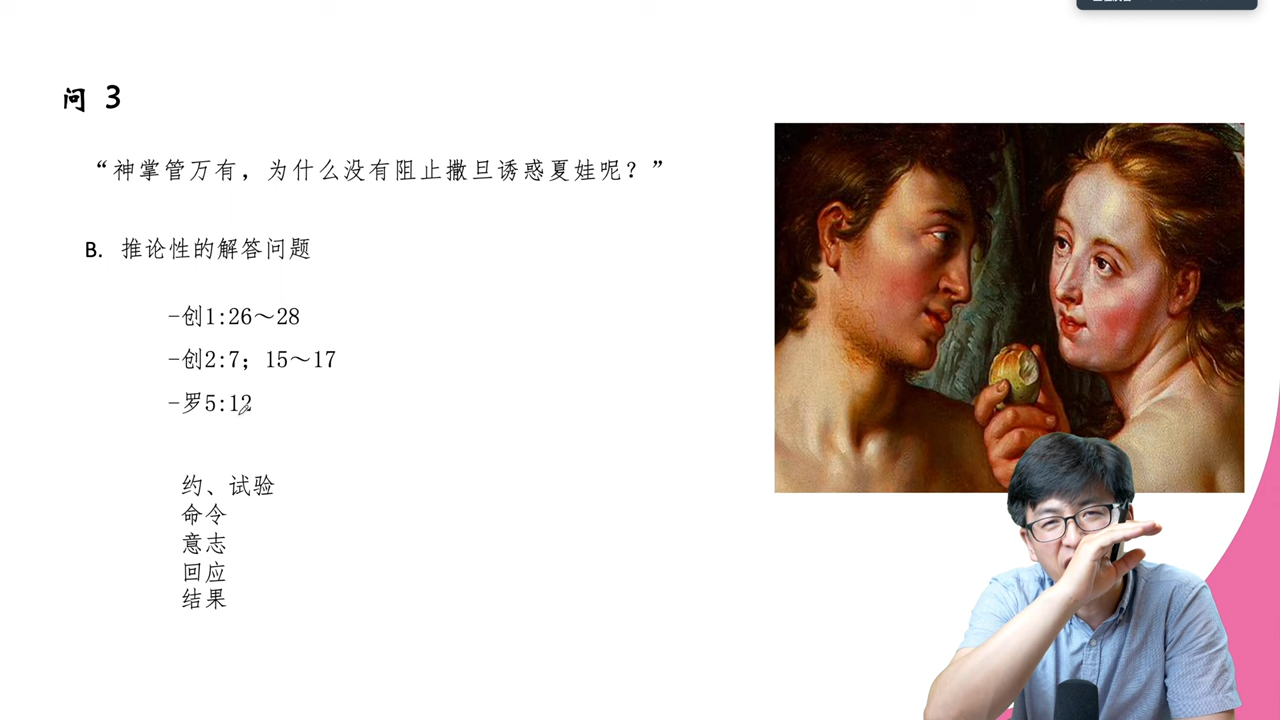 问 3
“神掌管万有，为什么没有阻止撒旦诱惑夏娃呢？”
B. 推论性的解答问题
-创1:26～28
-创2:7；15～17
-罗5:12
约、试验
命令
意志
回应
结果